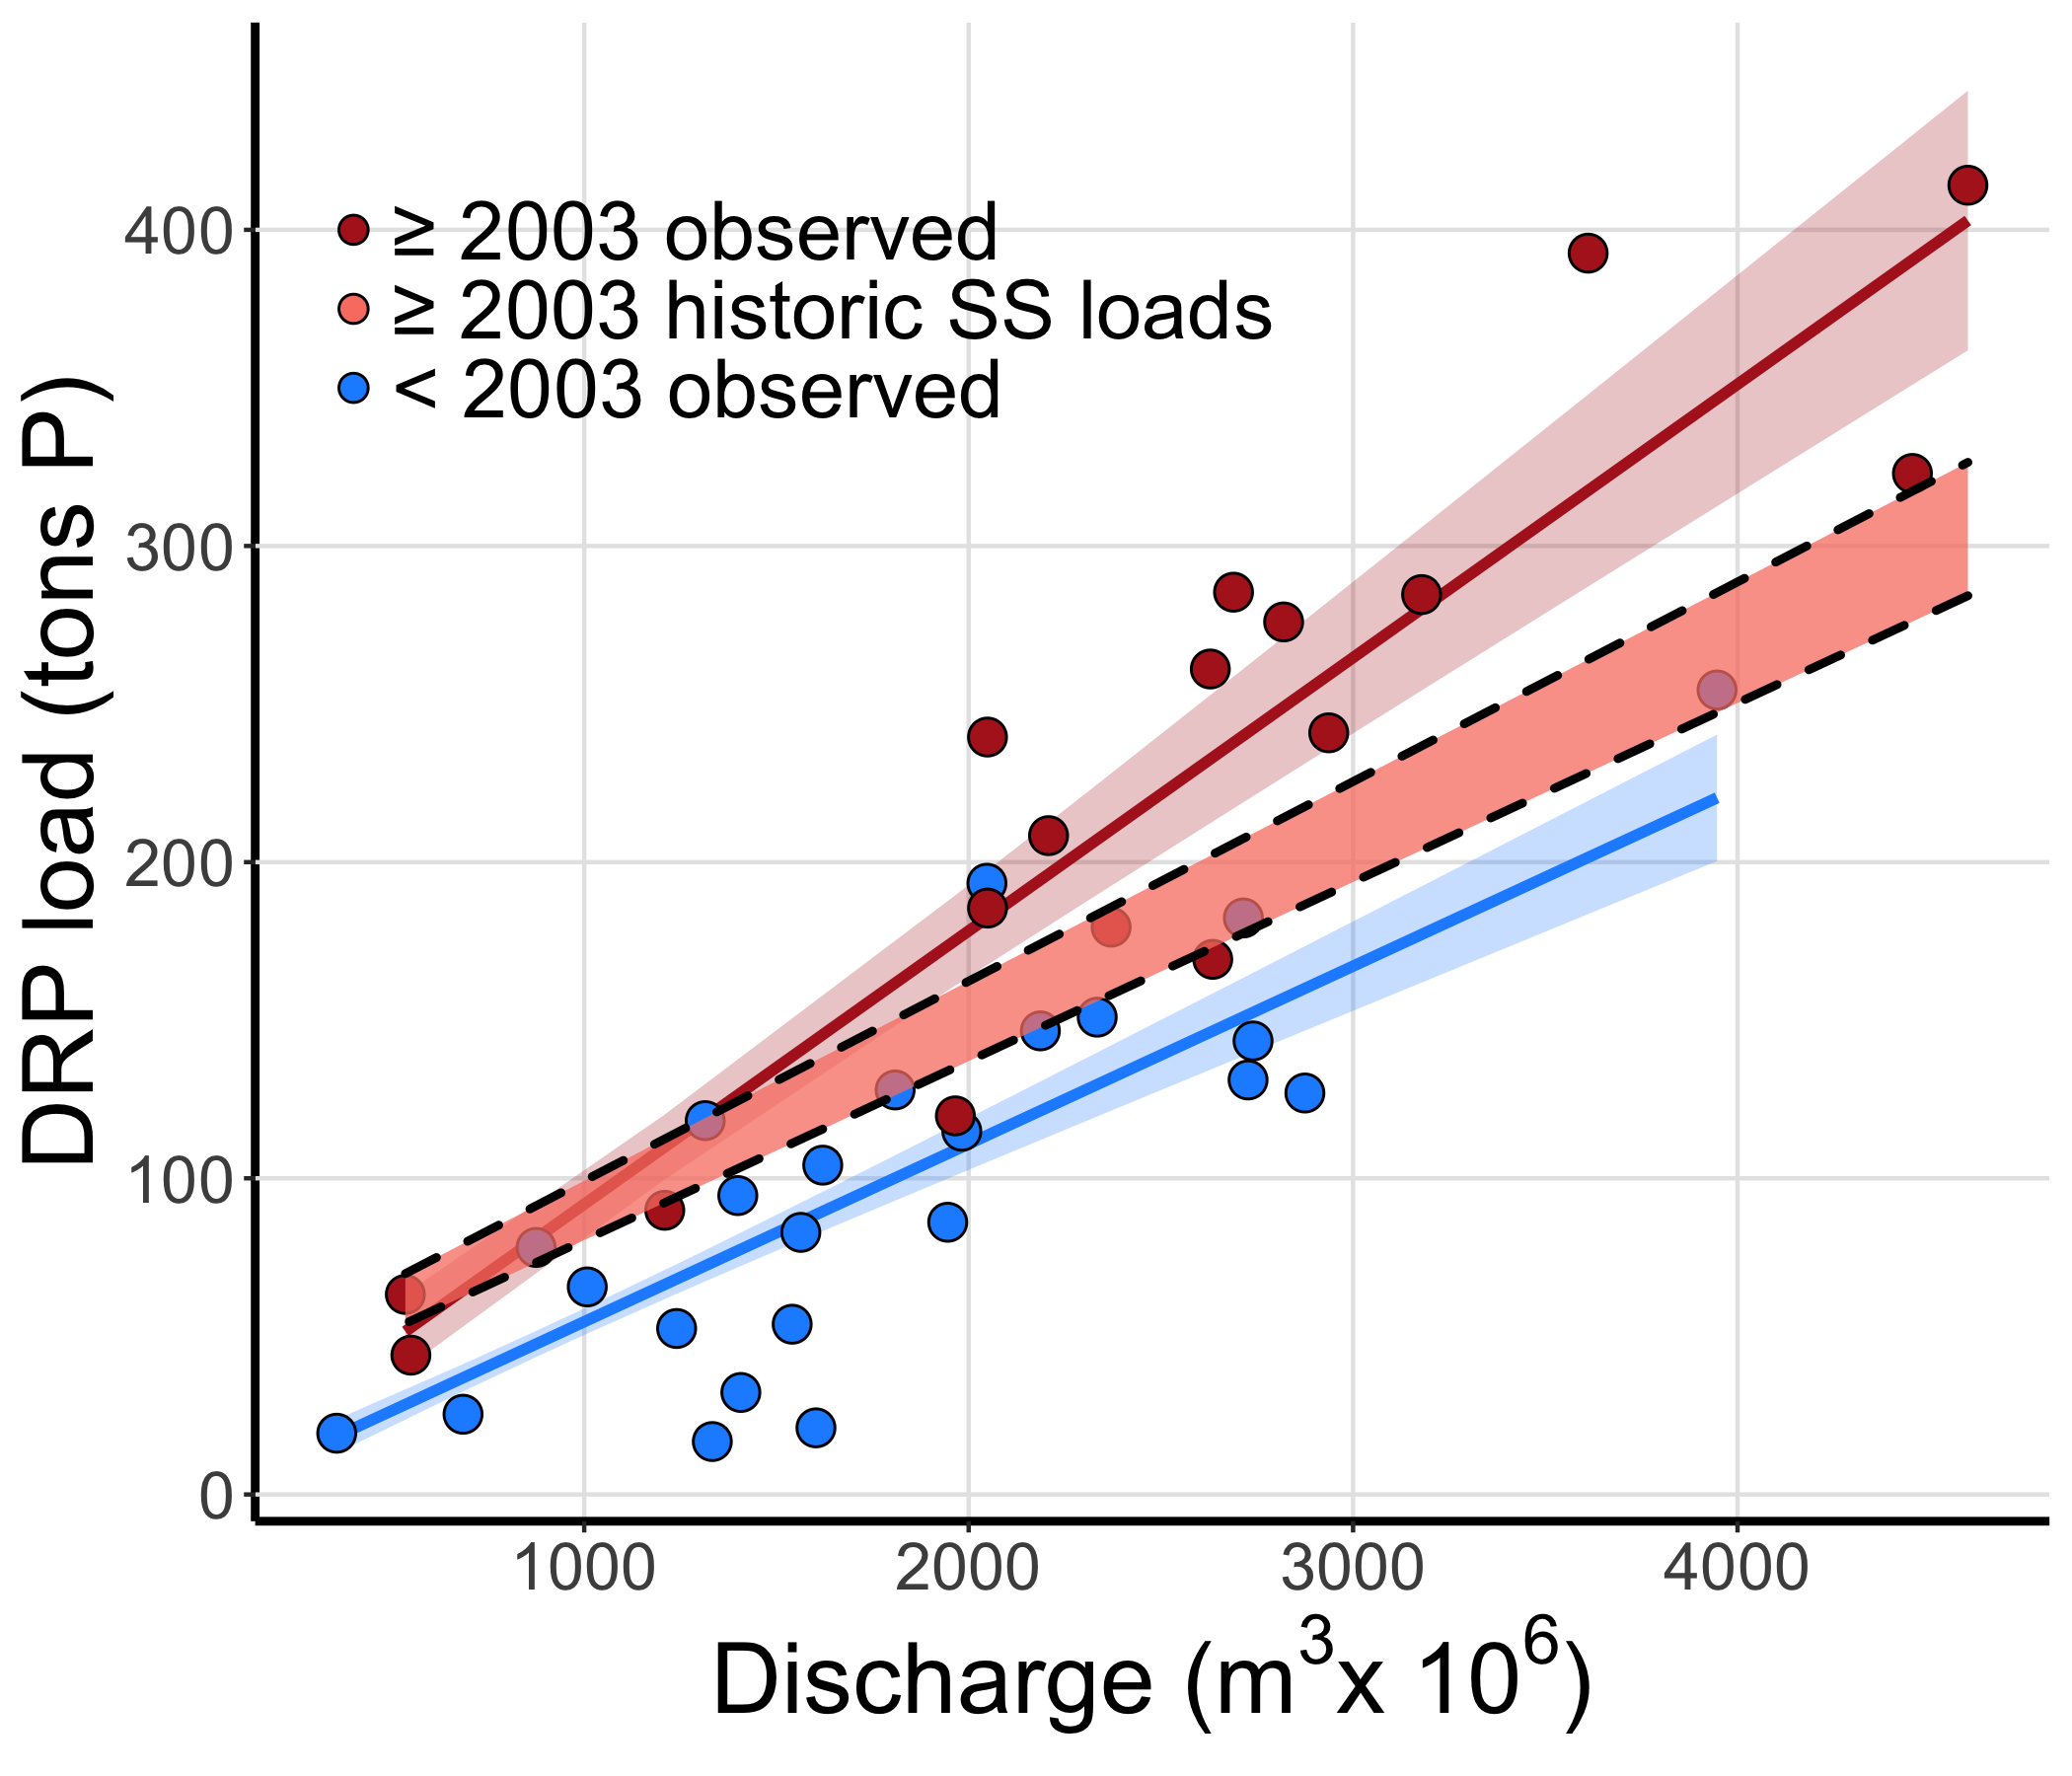 ≥ 2003 observed
≥ 2003 historic SS loads
< 2003 observed
DRP load (tons P)
400
300
200
100
0
1000 2000 3000 4000
Discharge (m³x 10⁶)